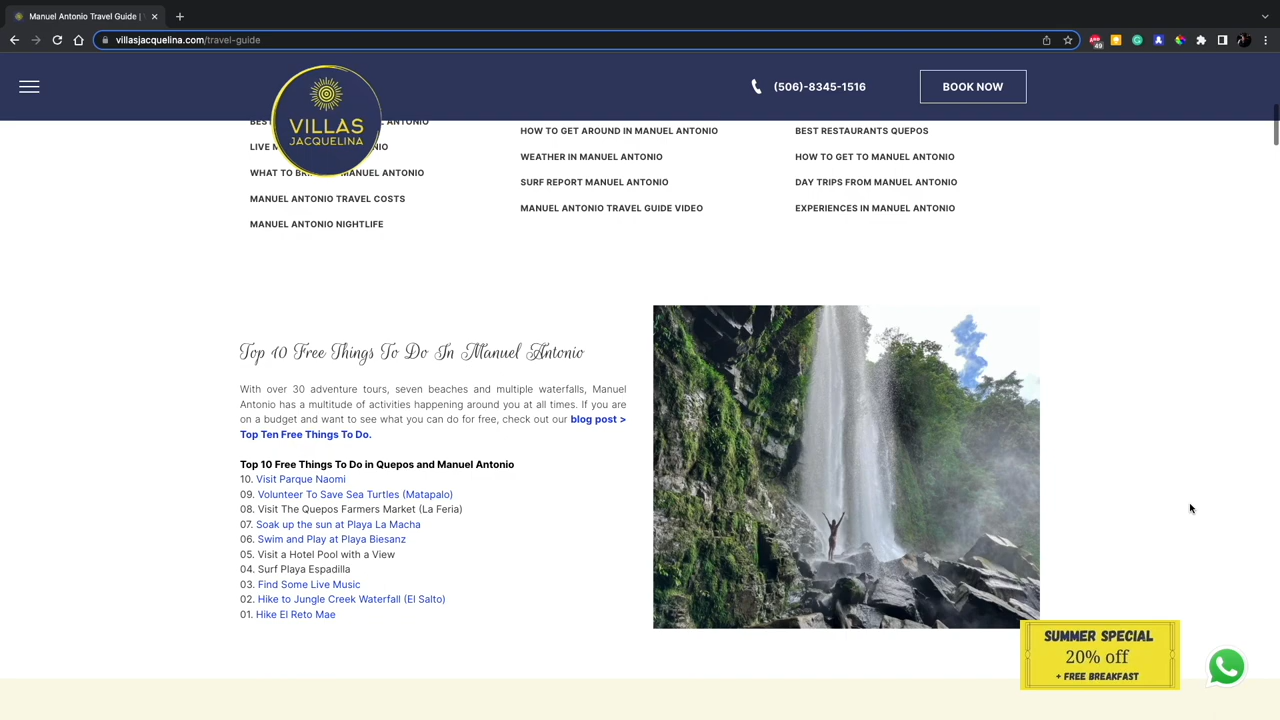 Manuel Antonio Travel Guide |
villasjacquelina.com/travel-guide
49
VILLAS
JACQUELINA
(506)-8345-1516
BOOK NOW
LIVE
WHAT TO MANUEL ANTONIO
MANUEL ANTONIO TRAVEL COSTS
MANUEL ANTONIO NIGHTLIFE
HOW TO GET AROUND IN MANUEL ANTONIO
WEATHER IN MANUEL ANTONIO
SURF REPORT MANUEL ANTONIO
MANUEL ANTONIO TRAVEL GUIDE VIDEO
BEST RESTAURANTS QUEPOS
HOW TO GET TO MANUEL ANTONIO
DAY TRIPS FROM MANUEL ANTONIO
EXPERIENCES IN MANUEL ANTONIO
Top 10 Free Things To Do In Manuel Antonio
With over 30 adventure tours, seven beaches and multiple waterfalls, Manuel
Antonio has a multitude of activities happening around you at all times. If you are
on a budget and want to see what you can do for free, check out our blog post >
Top Ten Free Things To Do.
Top 10 Free Things To Do in Quepos and Manuel Antonio
10. Visit Parque Naomi
09. Volunteer To Save Sea Turtles (Matapalo)
08. Visit The Quepos Farmers Market (La Feria)
07. Soak up the sun at Playa La Macha
06. Swim and Play at Playa Biesanz
05. Visit a Hotel Pool with a View
04. Surf Playa Espadilla
03. Find Some Live Music
02. Hike to Jungle Creek Waterfall (El Salto)
01. Hike El Reto Mae
SUMMER SPECIAL
20% off
+ FREE BREAKFAST